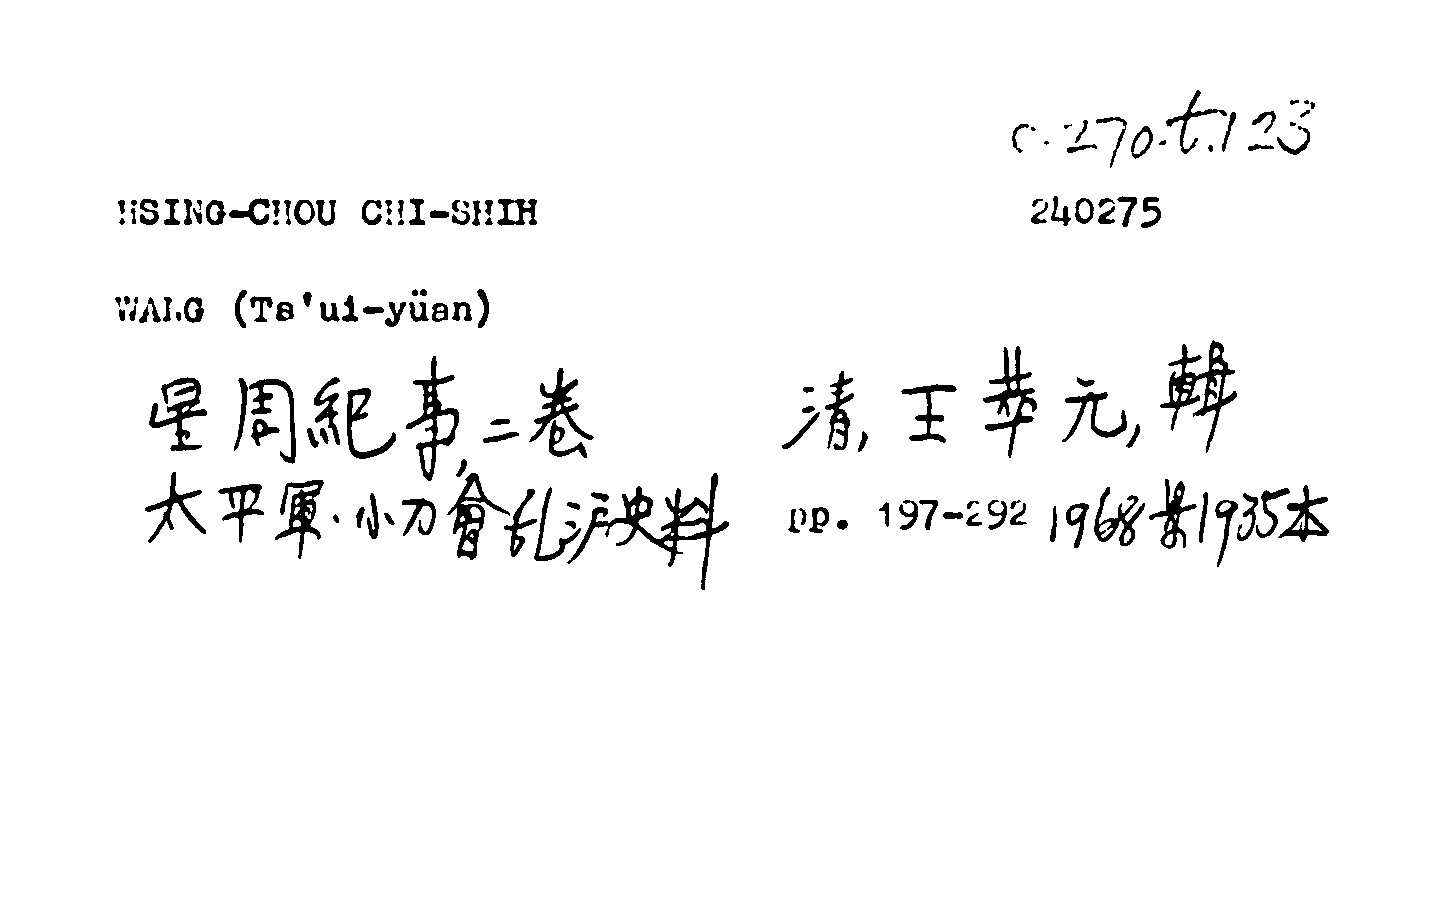 c.270.t.123
HSING-CHOU CHI-SHIH 240275
WANG (Ts'ui-yüan)
星周紀事,二卷 清,王萃元,輯
太平軍.小刀會乱沪史料 pp. 197-292 1968景1935本